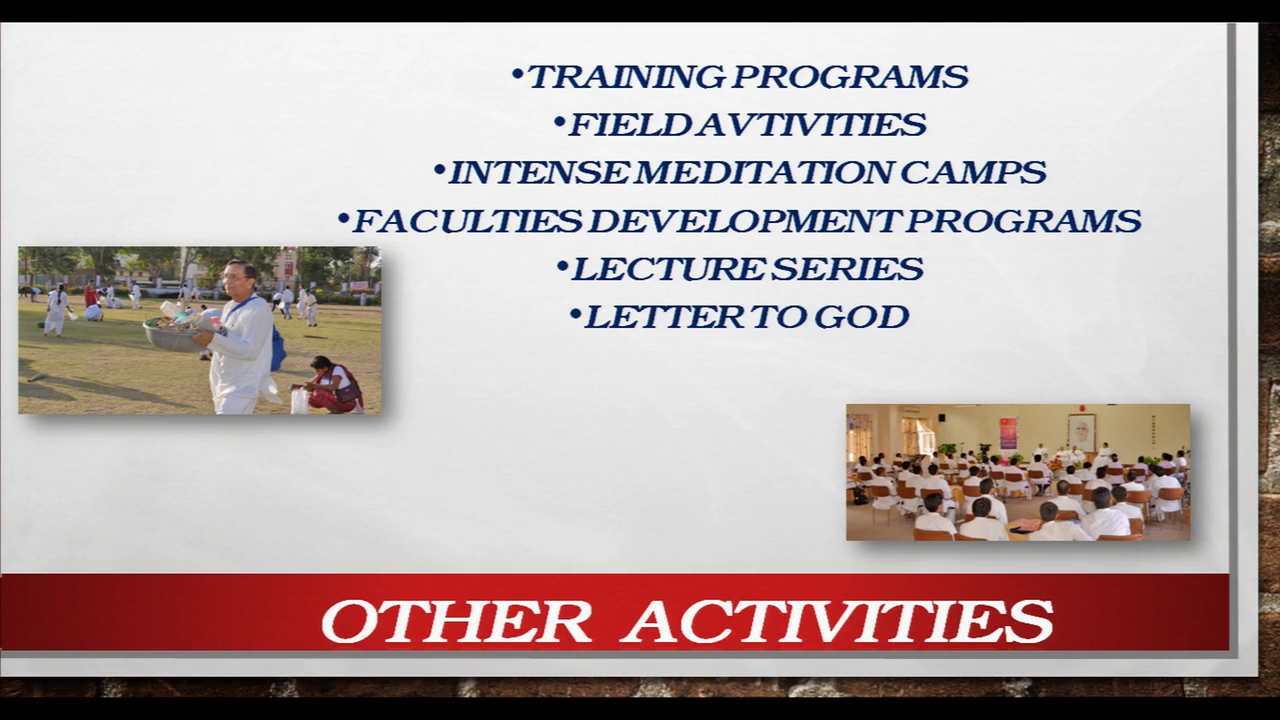 •TRAINING PROGRAMS
•FIELD AVTIVITIES
•INTENSE MEDITATION CAMPS
•FACULTIES DEVELOPMENT PROGRAMS
•LECTURE SERIES
•LETTER TO GOD
OTHER ACTIVITIES